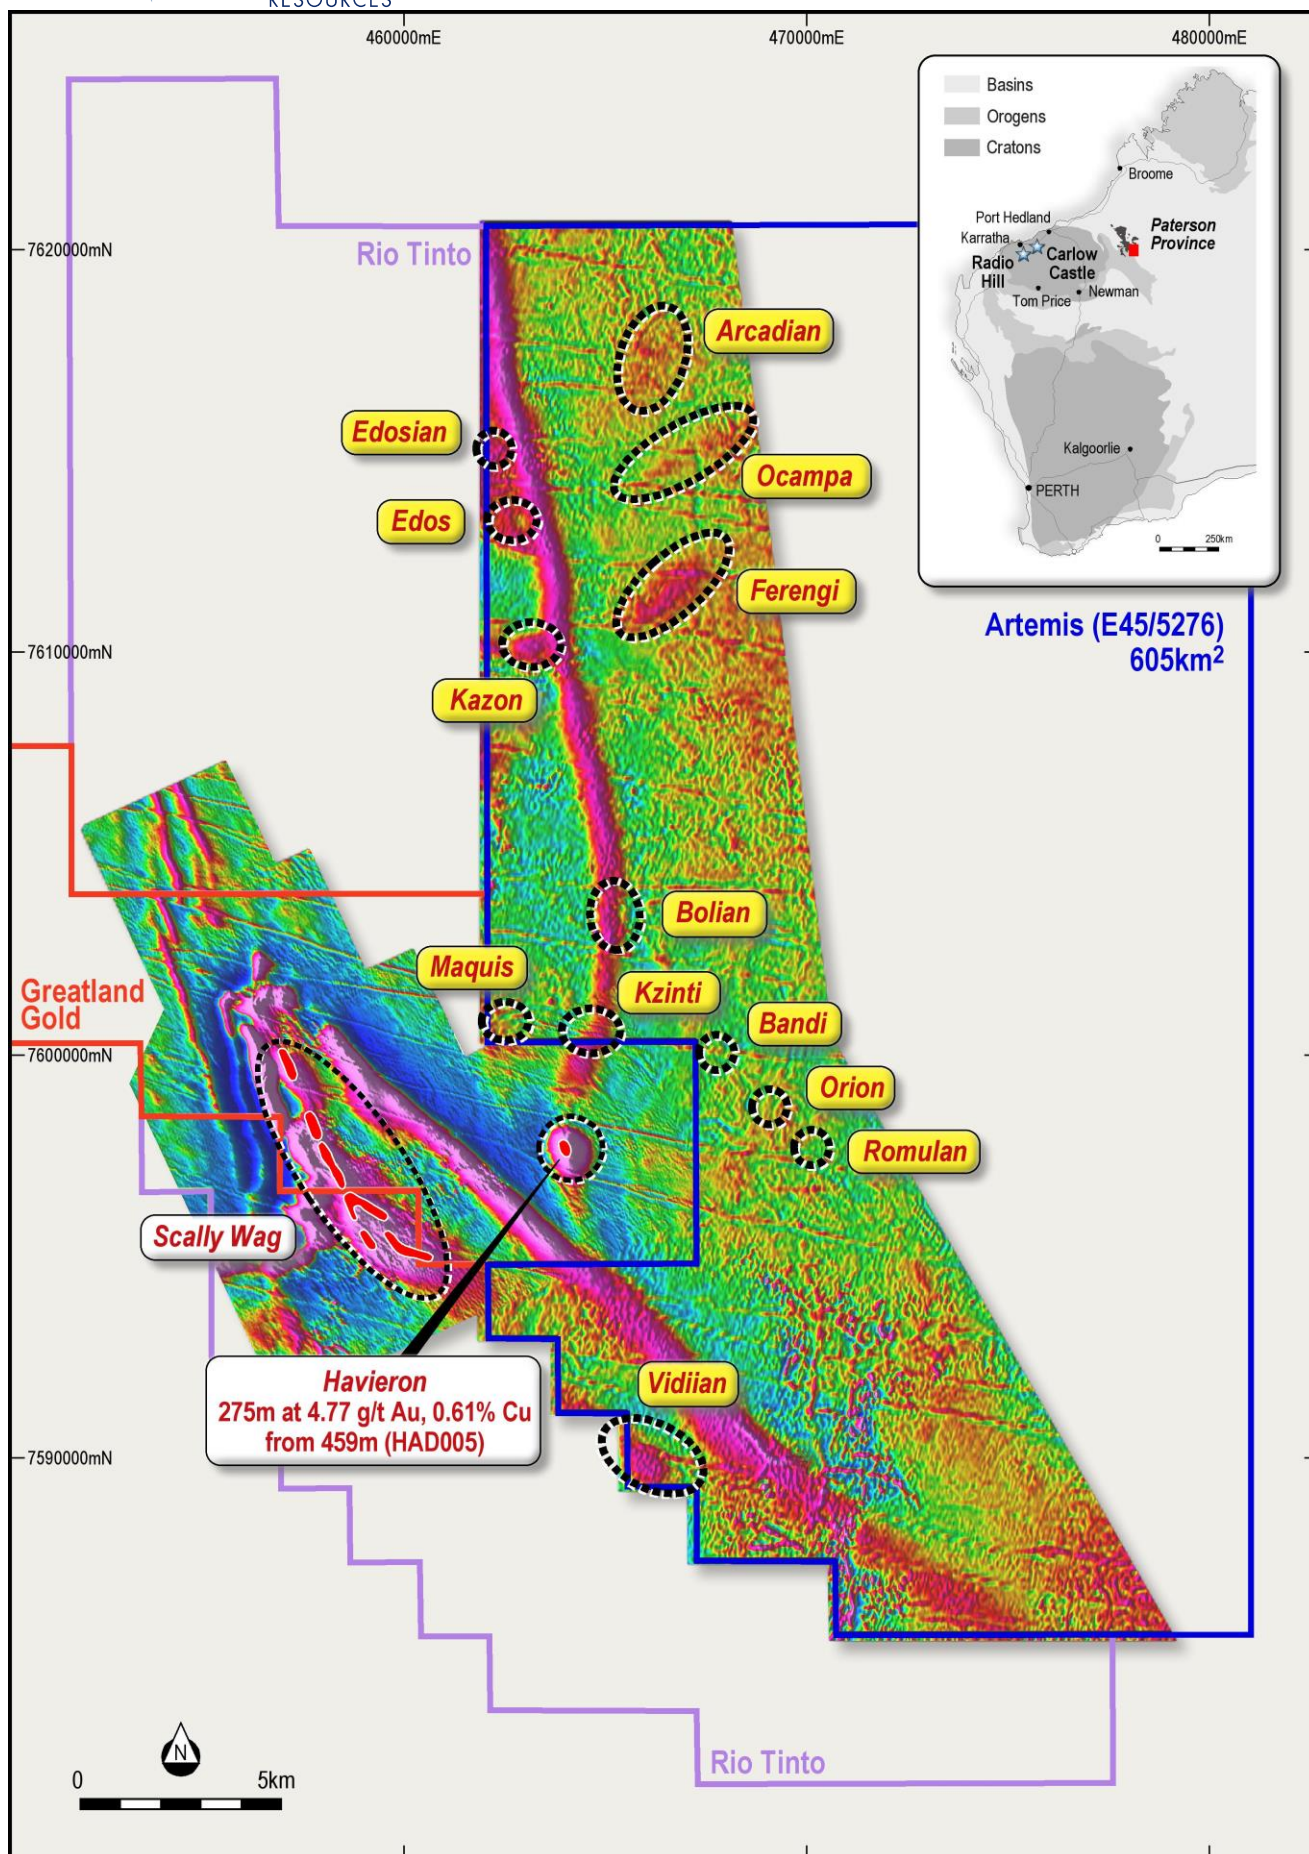 RESOURCES
460000mE
470000mE
480000mE
Basins
Orogens
Cratons
Broome
Port Hedland
Karratha
Paterson
Province
Radio
Hill
Carlow
Castle
Tom Price
Newman
Kalgoorlie
PERTH
0 250km
Rio Tinto
7620000mN
Arcadian
Edosian
Ocampa
Edos
Ferengi
Artemis (E45/5276)
605km²
7610000mN
Kazon
Bolian
Maquis
Greatland
Gold
Kzinti
Bandi
7600000mN
Orion
Romulan
Scally Wag
Havieron
275m at 4.77 g/t Au, 0.61% Cu
from 459m (HAD005)
Vidiian
7590000mN
N
0 5km
Rio Tinto